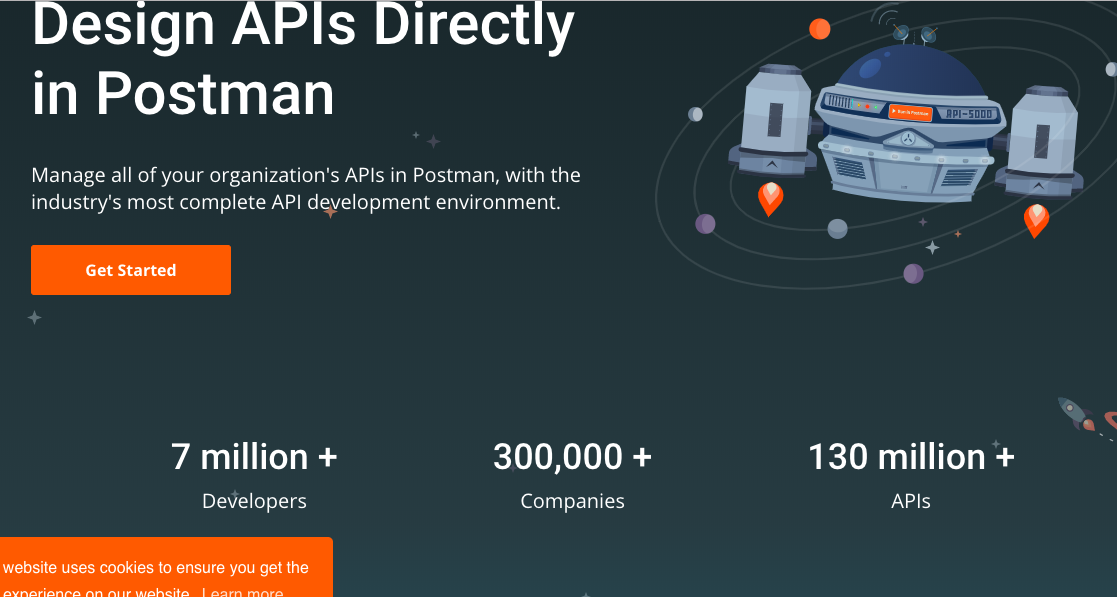 Design APIs Directly
in Postman
Manage all of your organization's APIs in Postman, with the
industry's most complete API development environment.
Get Started
Run in Postman
API-5000
7 million +
300,000 +
130 million +
Developers
Companies
APIs
website uses cookies to ensure you get the
experience on our website. Learn more